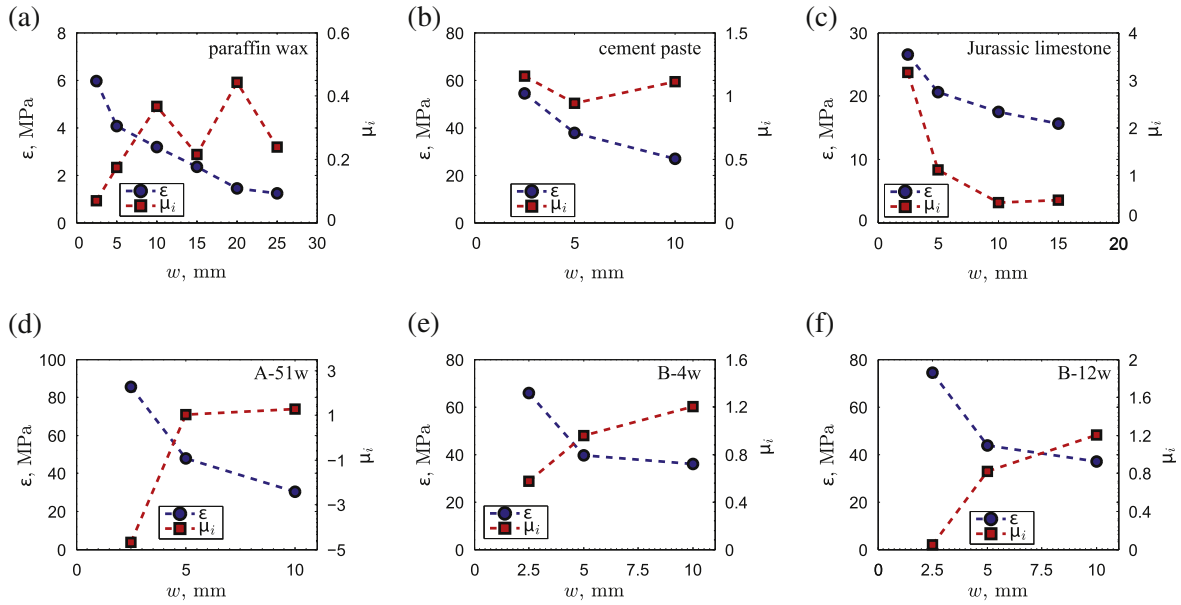 (a)
paraffin wax
ε, MPa
8
6
4
2
0
0.6
0.4
0.2
0
μi
ε
μi
0 5 10 15 20 25 30
w, mm
(b)
cement paste
ε, MPa
80
60
40
20
0
1.5
1
0.5
0
μi
ε
μi
0 5 10
w, mm
(c)
Jurassic limestone
ε, MPa
30
20
10
0
4
3
2
1
0
μi
ε
μi
0 5 10 15 20
w, mm
(d)
A-51w
ε, MPa
100
80
60
40
20
0
3
1
−1
−3
−5
μi
ε
μi
0 5 10
w, mm
(e)
B-4w
ε, MPa
80
60
40
20
0
1.6
1.2
0.8
0.4
0
μi
ε
μi
0 2.5 5 7.5 10
w, mm
(f)
B-12w
ε, MPa
80
60
40
20
0
2
1.6
1.2
0.8
0.4
0
μi
ε
μi
0 2.5 5 7.5 10
w, mm